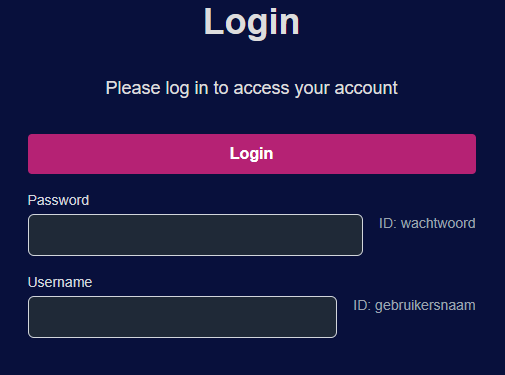 Login
Please log in to access your account
Login
Password
ID: wachtwoord
Username
ID: gebruikersnaam